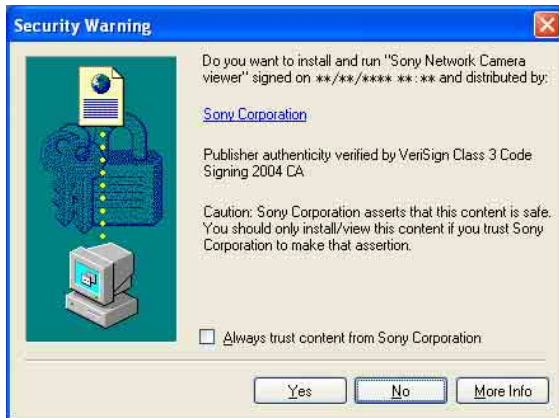 Security Warning
Do you want to install and run "Sony Network Camera
viewer" signed on **/**/**** **:** and distributed by:
Sony Corporation
Publisher authenticity verified by VeriSign Class 3 Code
Signing 2004 CA
Caution: Sony Corporation asserts that this content is safe.
You should only install/view this content if you trust Sony
Corporation to make that assertion.
Always trust content from Sony Corporation
Yes No More Info